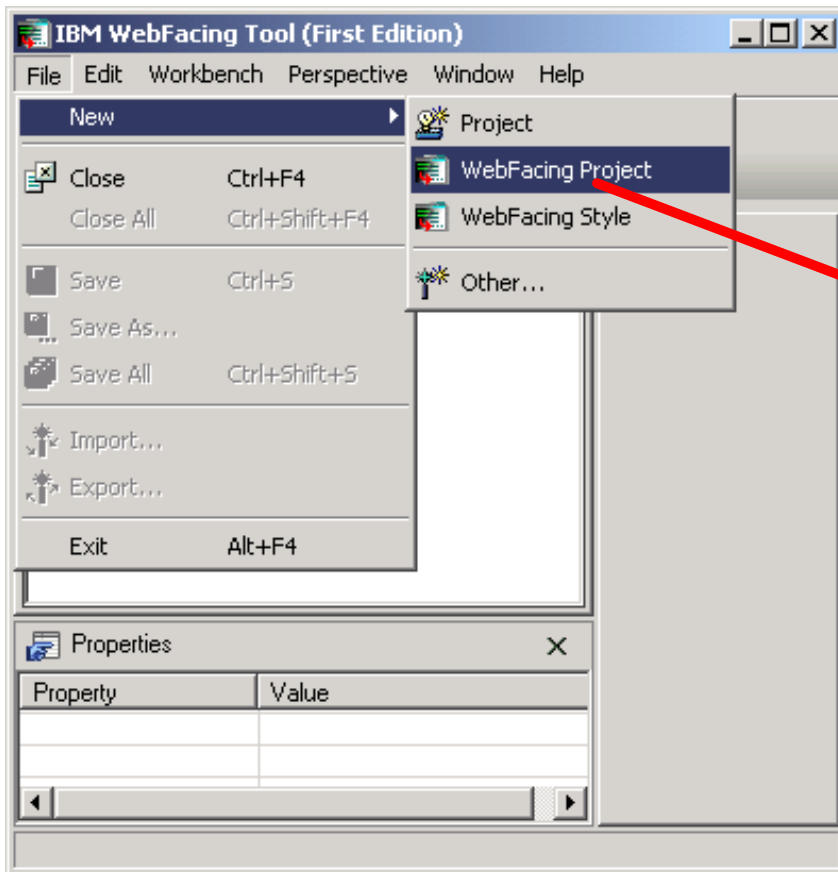 IBM WebFacing Tool (First Edition)
File Edit Workbench Perspective Window Help
New
Close Ctrl+F4
Close All Ctrl+Shift+F4
Save Ctrl+S
Save As...
Save All Ctrl+Shift+S
Import...
Export...
Exit Alt+F4
Project
WebFacing Project
WebFacing Style
Other...
Properties
Property Value